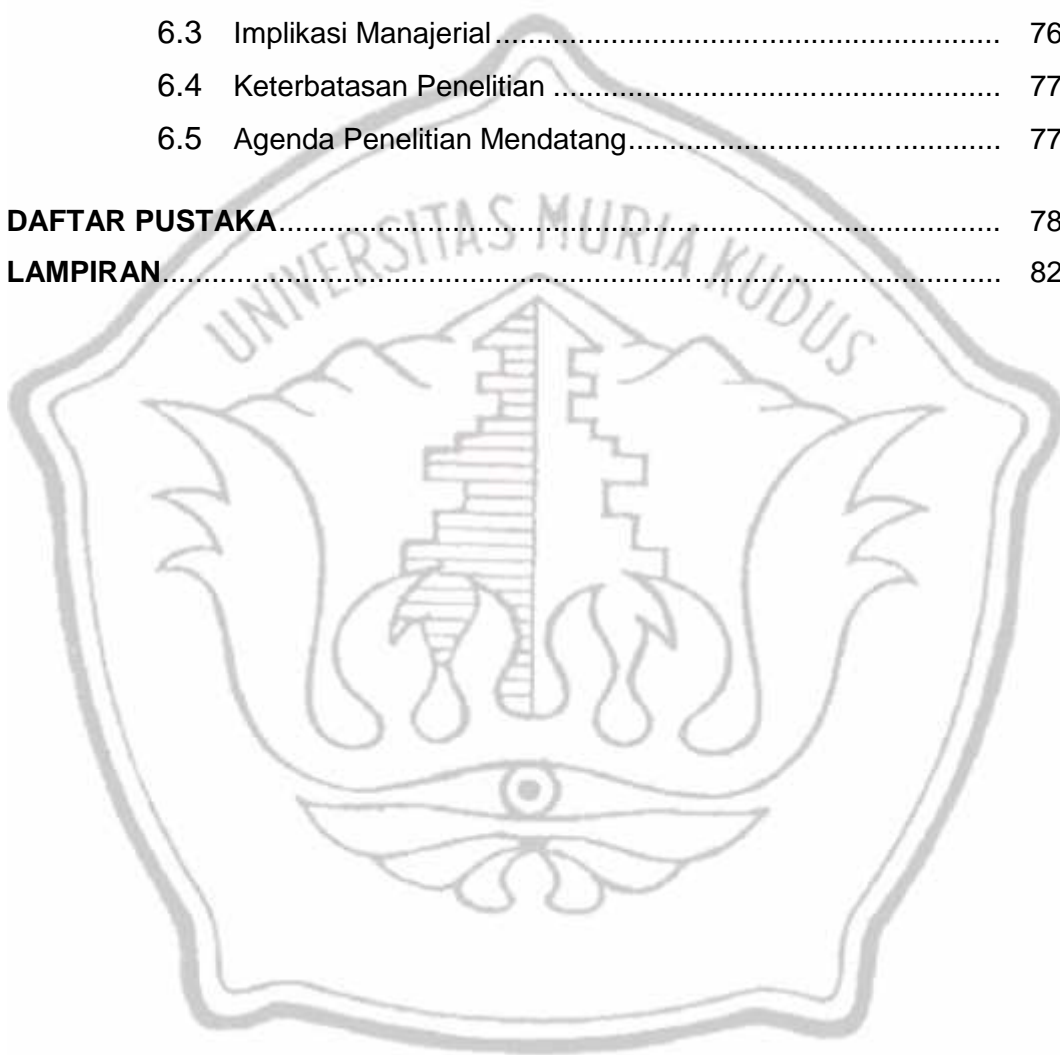 6.3 Implikasi Manajerial.................................................................. 76
6.4 Keterbatasan Penelitian ........................................................... 77
6.5 Agenda Penelitian Mendatang.................................................. 77
DAFTAR PUSTAKA........................................................................................... 78
LAMPIRAN.......................................................................................................... 82
UNIVERSITAS MURIA KUDUS